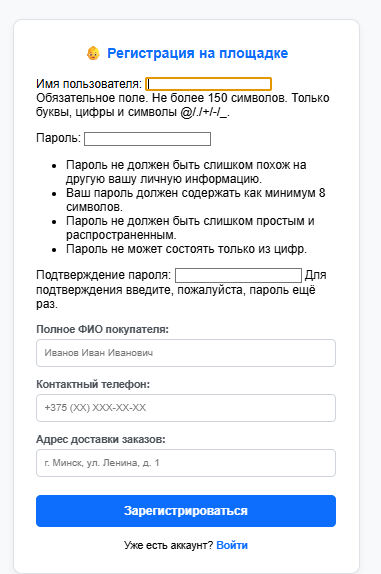 👶 Регистрация на площадке
Имя пользователя:
Обязательное поле. Не более 150 символов. Только
буквы, цифры и символы @/./+/-/_.
Пароль:
• Пароль не должен быть слишком похож на
другую вашу личную информацию.
• Ваш пароль должен содержать как минимум 8
символов.
• Пароль не должен быть слишком простым и
распространенным.
• Пароль не может состоять только из цифр.
Подтверждение пароля: Для
подтверждения введите, пожалуйста, пароль ещё
раз.
Полное ФИО покупателя:
Иванов Иван Иванович
Контактный телефон:
+375 (XX) XXX-XX-XX
Адрес доставки заказов:
г. Минск, ул. Ленина, д. 1
Зарегистрироваться
Уже есть аккаунт? Войти